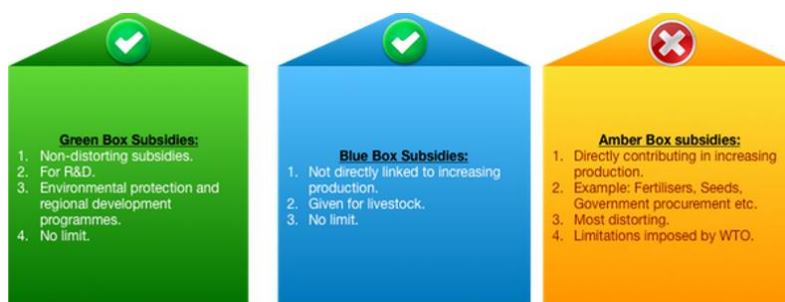 Green Box Subsidies:
1. Non-distorting subsidies.
2. For R&D.
3. Environmental protection and
regional development
programmes.
4. No limit.
Blue Box Subsidies:
1. Not directly linked to increasing
production.
2. Given for livestock.
3. No limit.
Amber Box subsidies:
1. Directly contributing in increasing
production.
2. Example: Fertilisers, Seeds,
Government procurement etc.
3. Most distorting.
4. Limitations imposed by WTO.